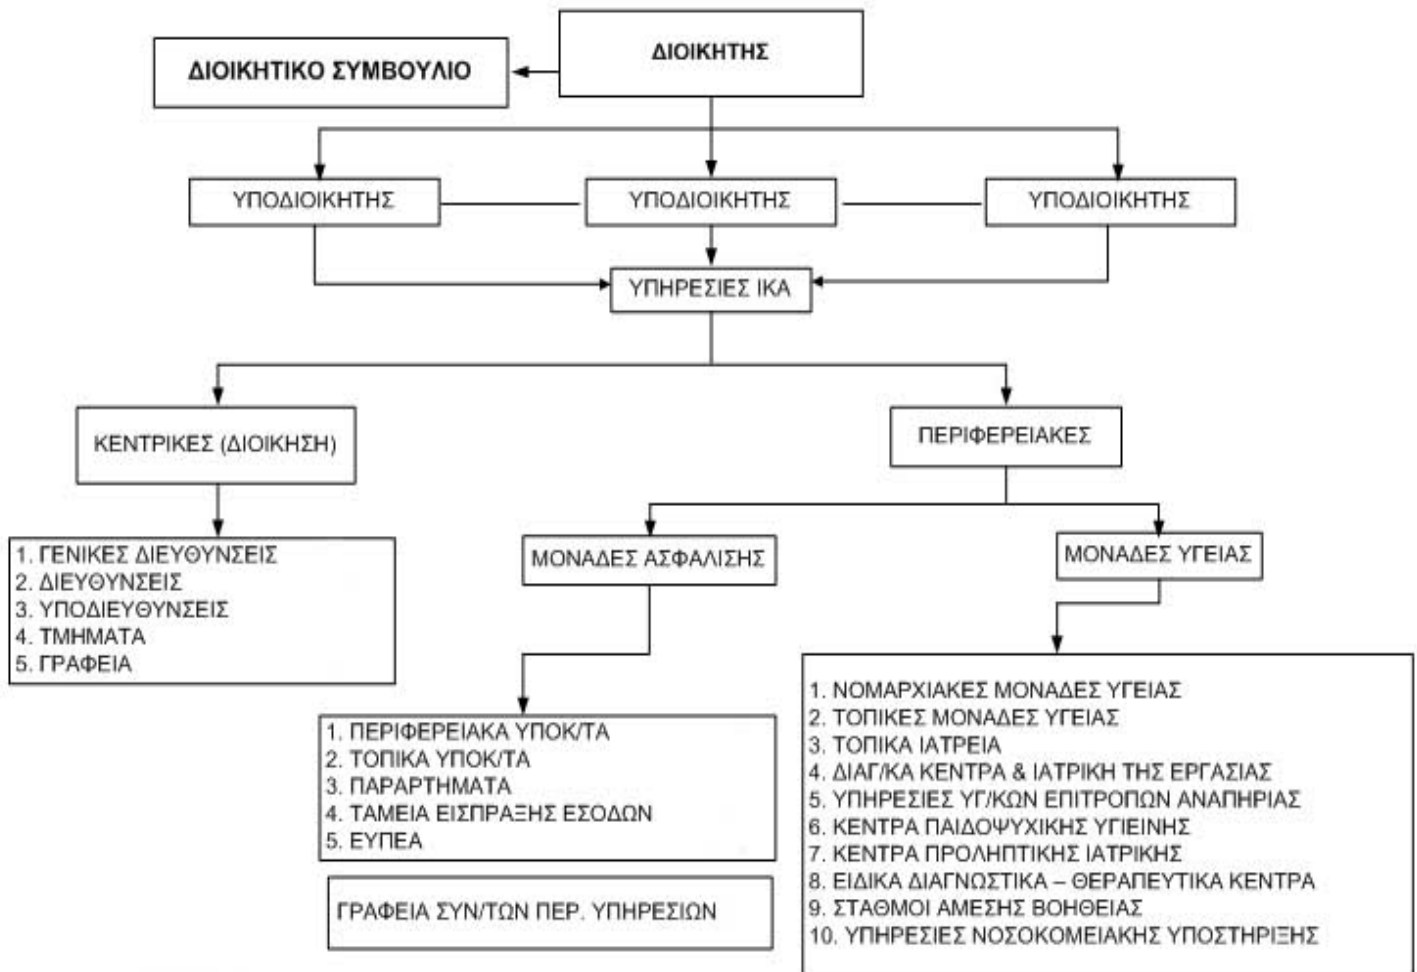 ΔΙΟΙΚΗΤΗΣ
ΔΙΟΙΚΗΤΙΚΟ ΣΥΜΒΟΥΛΙΟ
ΥΠΟΔΙΟΙΚΗΤΗΣ
ΥΠΟΔΙΟΙΚΗΤΗΣ
ΥΠΟΔΙΟΙΚΗΤΗΣ
ΥΠΗΡΕΣΙΕΣ ΙΚΑ
ΚΕΝΤΡΙΚΕΣ (ΔΙΟΙΚΗΣΗ)
ΠΕΡΙΦΕΡΕΙΑΚΕΣ
1. ΓΕΝΙΚΕΣ ΔΙΕΥΘΥΝΣΕΙΣ
2. ΔΙΕΥΘΥΝΣΕΙΣ
3. ΥΠΟΔΙΕΥΘΥΝΣΕΙΣ
4. ΤΜΗΜΑΤΑ
5. ΓΡΑΦΕΙΑ
ΜΟΝΑΔΕΣ ΑΣΦΑΛΙΣΗΣ
ΜΟΝΑΔΕΣ ΥΓΕΙΑΣ
1. ΠΕΡΙΦΕΡΕΙΑΚΑ ΥΠΟΚ/ΤΑ
2. ΤΟΠΙΚΑ ΥΠΟΚ/ΤΑ
3. ΠΑΡΑΡΤΗΜΑΤΑ
4. ΤΑΜΕΙΑ ΕΙΣΠΡΑΞΗΣ ΕΣΟΔΩΝ
5. ΕΥΠΕΑ
ΓΡΑΦΕΙΑ ΣΥΝ/ΤΩΝ ΠΕΡ. ΥΠΗΡΕΣΙΩΝ
1. ΝΟΜΑΡΧΙΑΚΕΣ ΜΟΝΑΔΕΣ ΥΓΕΙΑΣ
2. ΤΟΠΙΚΕΣ ΜΟΝΑΔΕΣ ΥΓΕΙΑΣ
3. ΤΟΠΙΚΑ ΙΑΤΡΕΙΑ
4. ΔΙΑΓ/ΚΑ ΚΕΝΤΡΑ & ΙΑΤΡΙΚΗ ΤΗΣ ΕΡΓΑΣΙΑΣ
5. ΥΠΗΡΕΣΙΕΣ ΥΓ/ΚΩΝ ΕΠΙΤΡΟΠΩΝ ΑΝΑΠΗΡΙΑΣ
6. ΚΕΝΤΡΑ ΠΑΙΔΟΨΥΧΙΚΗΣ ΥΓΙΕΙΝΗΣ
7. ΚΕΝΤΡΑ ΠΡΟΛΗΠΤΙΚΗΣ ΙΑΤΡΙΚΗΣ
8. ΕΙΔΙΚΑ ΔΙΑΓΝΩΣΤΙΚΑ – ΘΕΡΑΠΕΥΤΙΚΑ ΚΕΝΤΡΑ
9. ΣΤΑΘΜΟΙ ΑΜΕΣΗΣ ΒΟΗΘΕΙΑΣ
10. ΥΠΗΡΕΣΙΕΣ ΝΟΣΟΚΟΜΕΙΑΚΗΣ ΥΠΟΣΤΗΡΙΞΗΣ